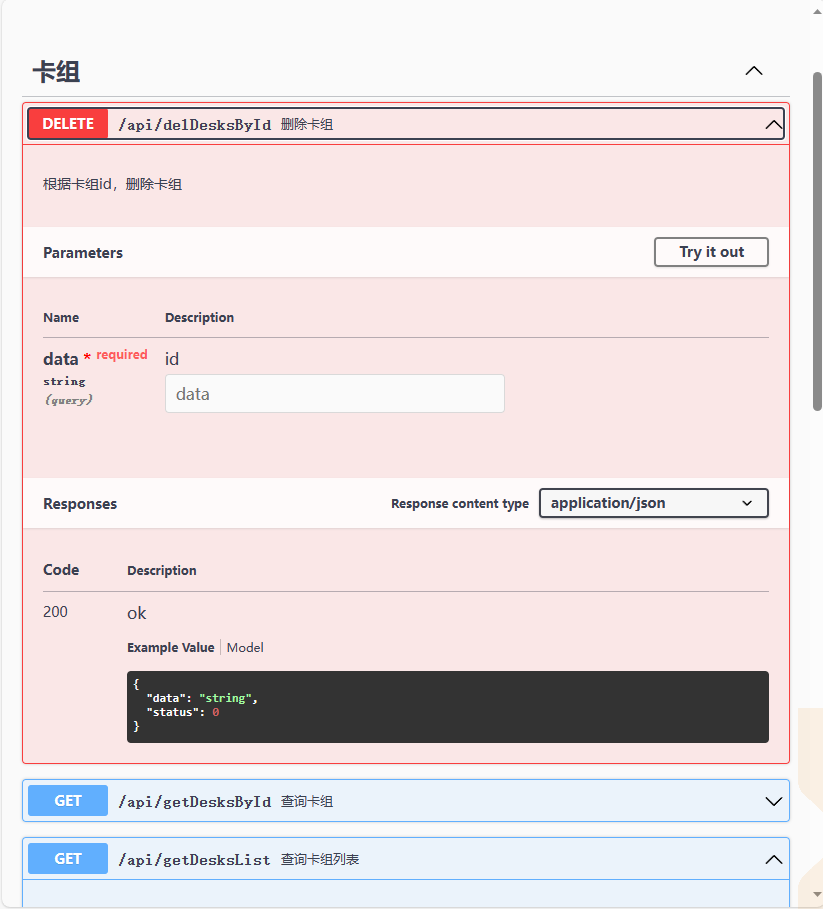 卡组
DELETE /api/delDesksById 删除卡组
根据卡组id，删除卡组
Parameters Try it out
Name Description
data * required id
string data
(query)
Responses Response content type application/json
Code Description
200 ok
Example Value Model
{
"data": "string",
"status": 0
}
GET /api/getDesksById 查询卡组
GET /api/getDesksList 查询卡组列表